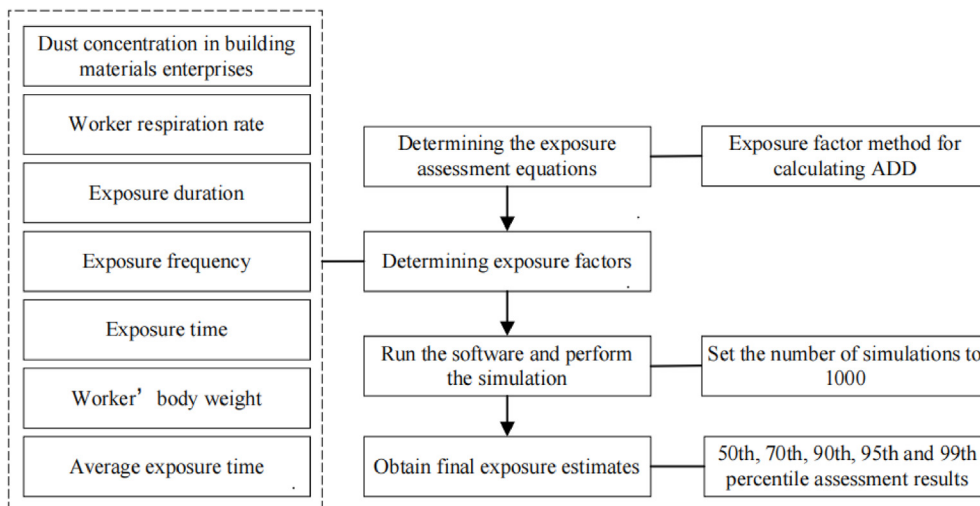 Dust concentration in building
materials enterprises
Worker respiration rate
Exposure duration
Exposure frequency
Exposure time
Worker’ body weight
Average exposure time
Determining the exposure
assessment equations
Exposure factor method for
calculating ADD
Determining exposure factors
Run the software and perform
the simulation
Set the number of simulations to
1000
Obtain final exposure estimates
50th, 70th, 90th, 95th and 99th
percentile assessment results